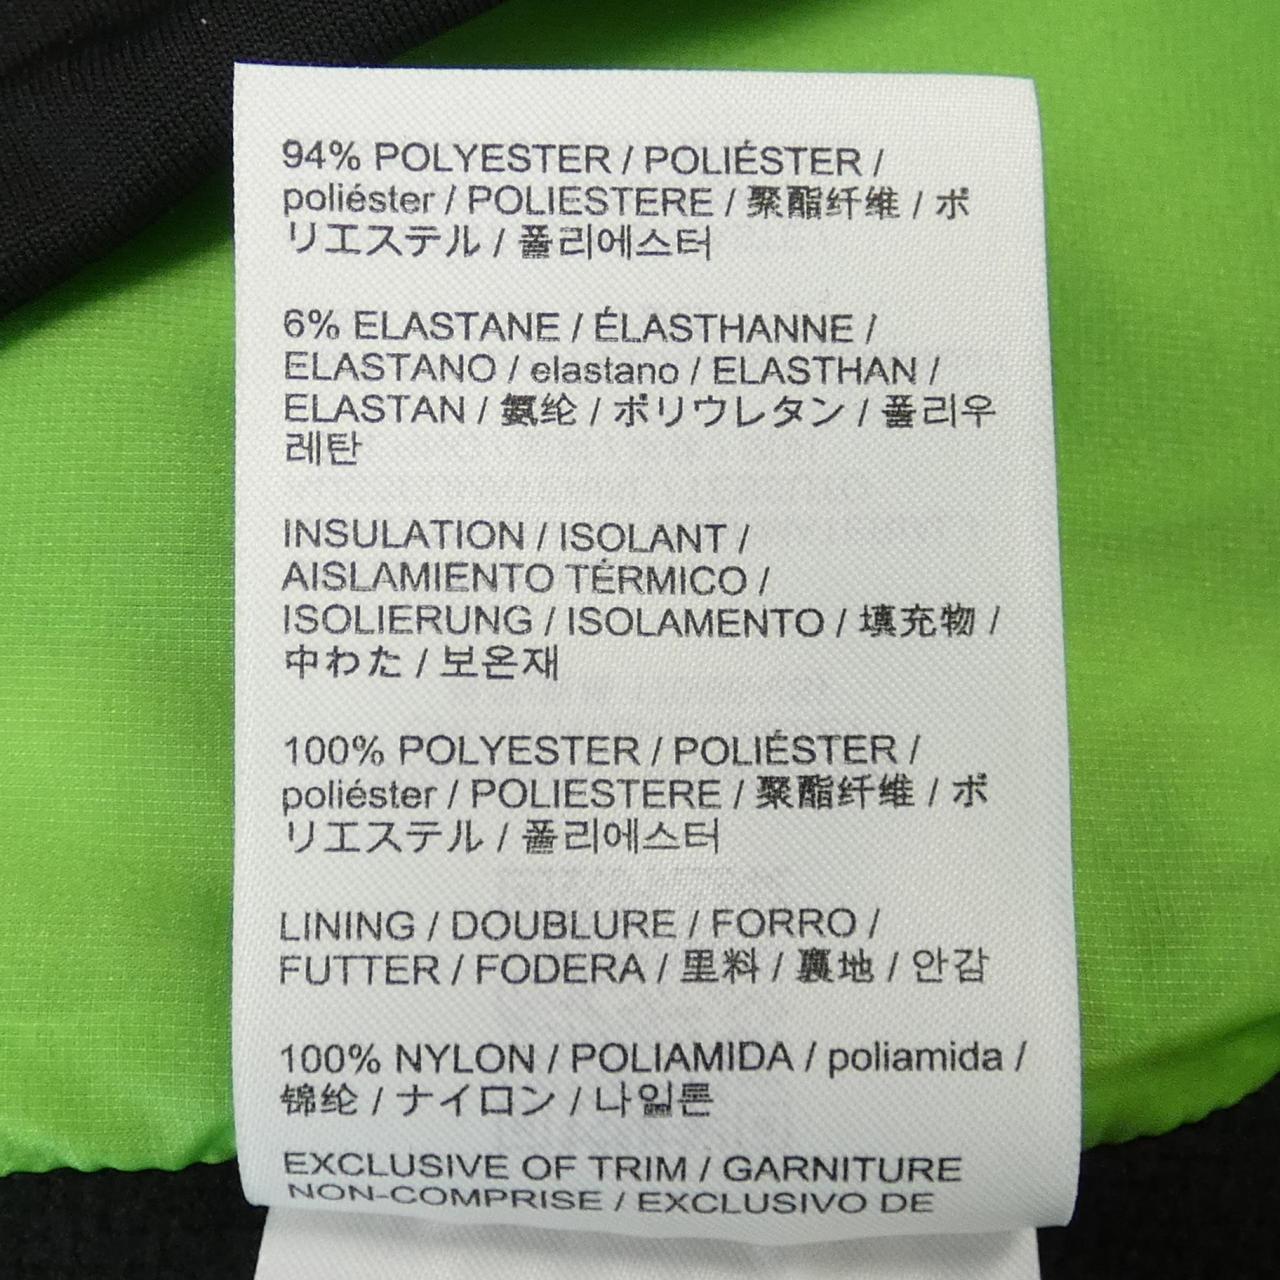 94% POLYESTER / POLIÉSTER /
poliéster / POLIESTERE / 聚酯纤维 / ポ
リエステル / 폴리에스터
6% ELASTANE / ÉLASTHANNE /
ELASTANO / elastano / ELASTHAN /
ELASTAN / 氨纶 / ポリウレタン / 폴리우
레탄
INSULATION / ISOLANT /
AISLAMIENTO TÉRMICO /
ISOLIERUNG / ISOLAMENTO / 填充物 /
中わた / 보온재
100% POLYESTER / POLIÉSTER /
poliéster / POLIESTERE / 聚酯纤维 / ポ
リエステル / 폴리에스터
LINING / DOUBLURE / FORRO /
FUTTER / FODERA / 里料 / 裏地 / 안감
100% NYLON / POLIAMIDA / poliamida /
锦纶 / ナイロン / 나일론
EXCLUSIVE OF TRIM / GARNITURE
NON-COMPRISE / EXCLUSIVO DE